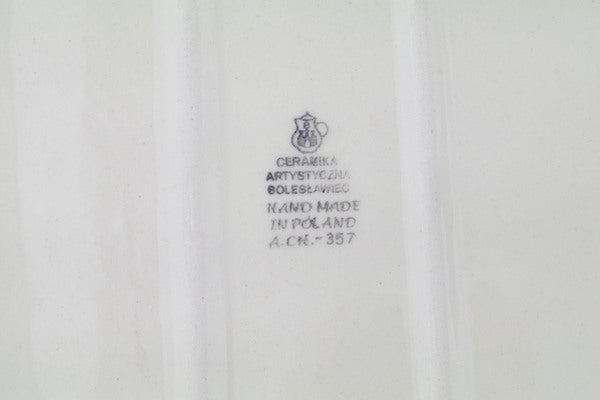 CERAMIKA
ARTYSTYCZNA
BOLESŁAWIEC
HAND MADE
IN POLAND
A.CH.-357